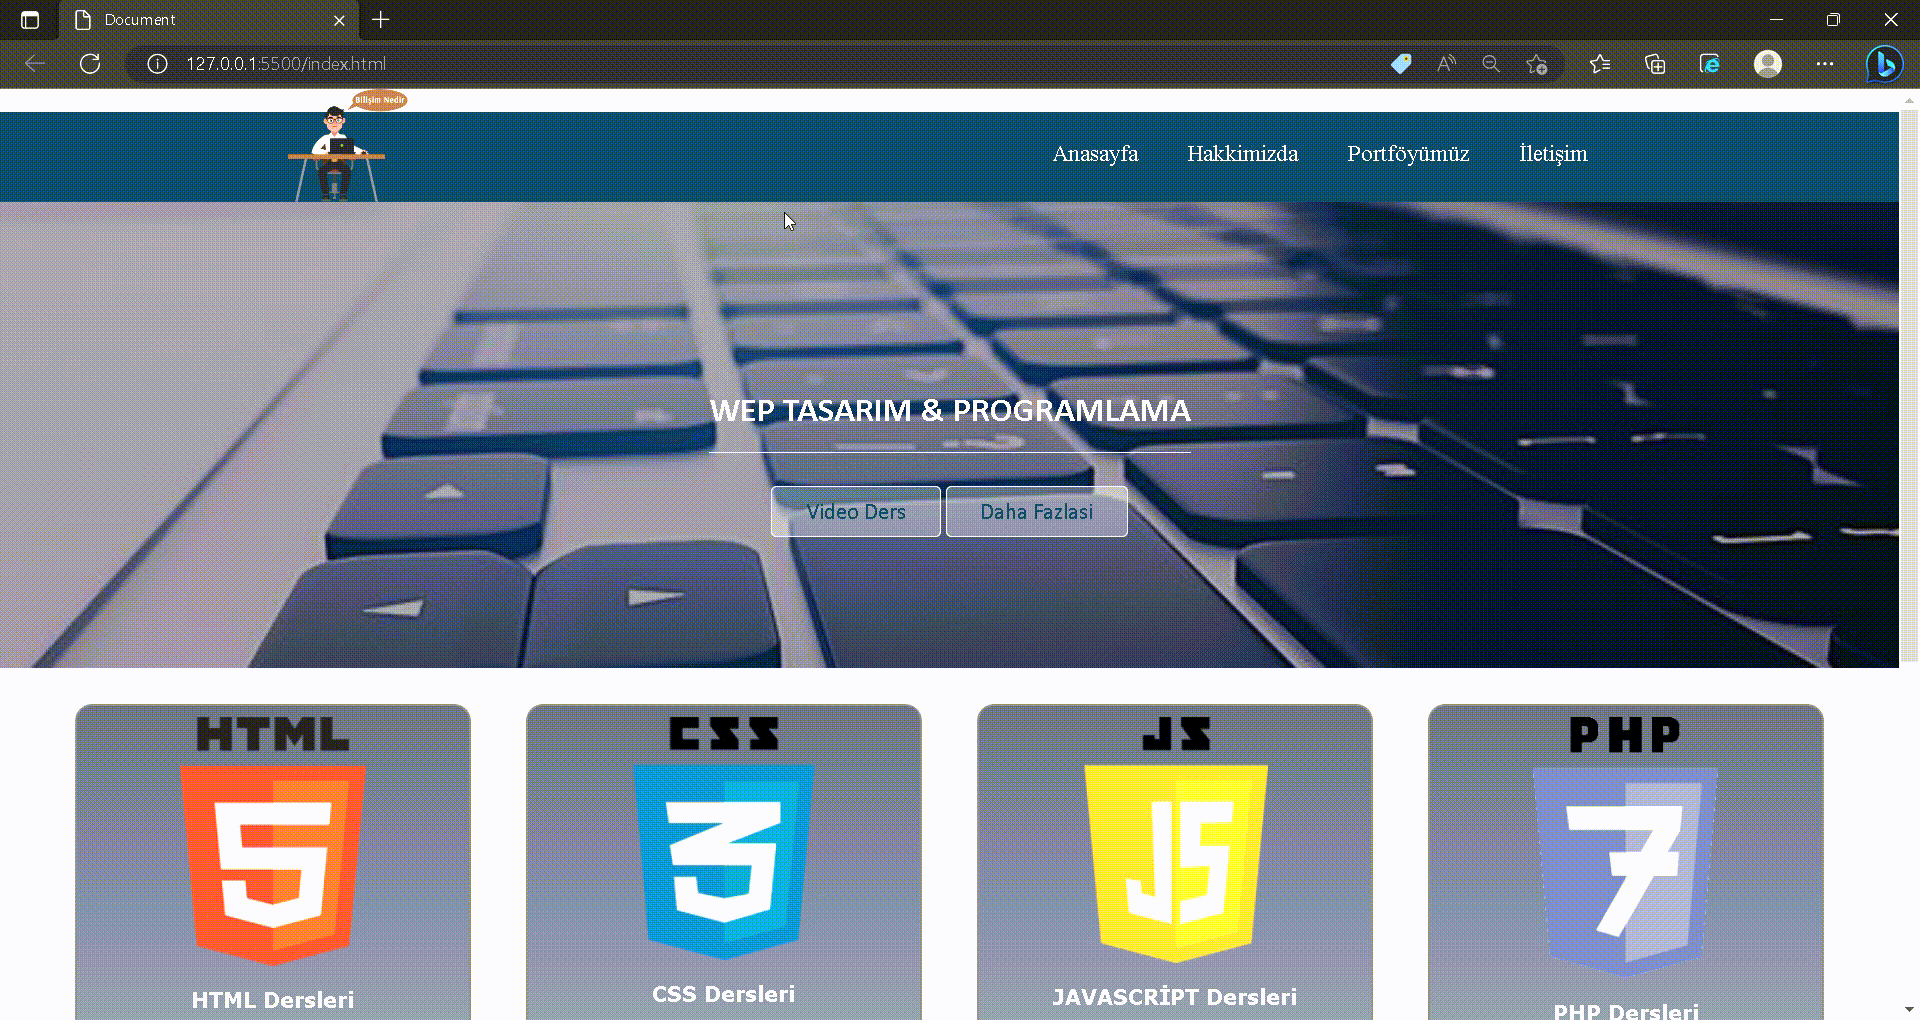 Document
127.0.0.1:5500/index.html
Bilişim Nedir
Anasayfa Hakkimizda Portföyümüz İletişim
WEP TASARIM & PROGRAMLAMA
Video Ders Daha Fazlasi
HTML CSS JS PHP
5 3 JS 7
HTML Dersleri CSS Dersleri JAVASCRİPT Dersleri PHP Dersleri